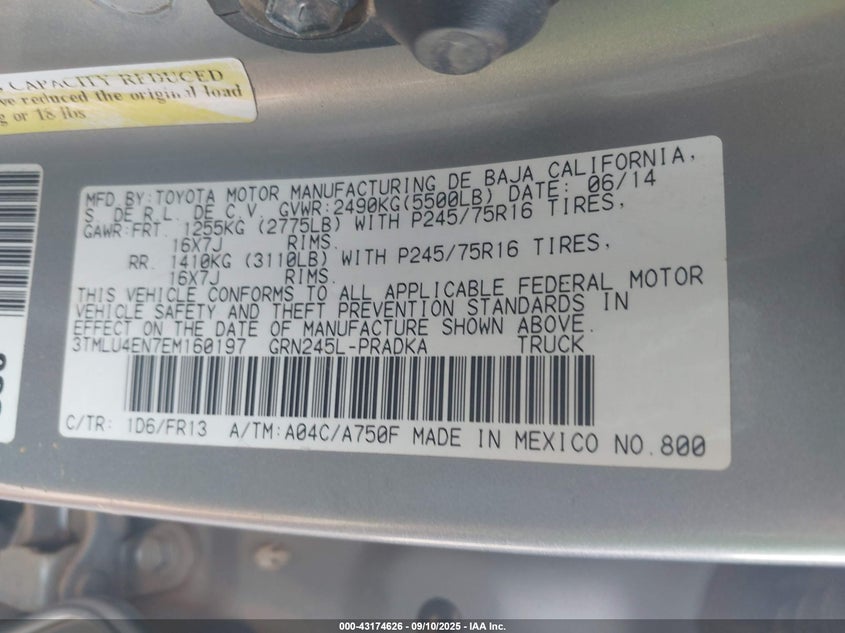 CAPACITY REDUCED
ve reduced the original load
g or 18 lbs
MFD.BY:TOYOTA MOTOR MANUFACTURING DE BAJA CALIFORNIA,
S. DE R.L. DE C.V. GVWR:2490KG(5500LB) DATE: 06/14
GAWR:FRT. 1255KG (2775LB) WITH P245/75R16 TIRES,
16X7J RIMS.
RR. 1410KG (3110LB) WITH P245/75R16 TIRES,
16X7J RIMS.
THIS VEHICLE CONFORMS TO ALL APPLICABLE FEDERAL MOTOR
VEHICLE SAFETY AND THEFT PREVENTION STANDARDS IN
EFFECT ON THE DATE OF MANUFACTURE SHOWN ABOVE.
3TMLU4EN7EM160197 GRN245L-PRADKA TRUCK
C/TR: 1D6/FR13 A/TM:A04C/A750F MADE IN MEXICO NO.800
000-43174626 - 09/10/2025 - IAA Inc.